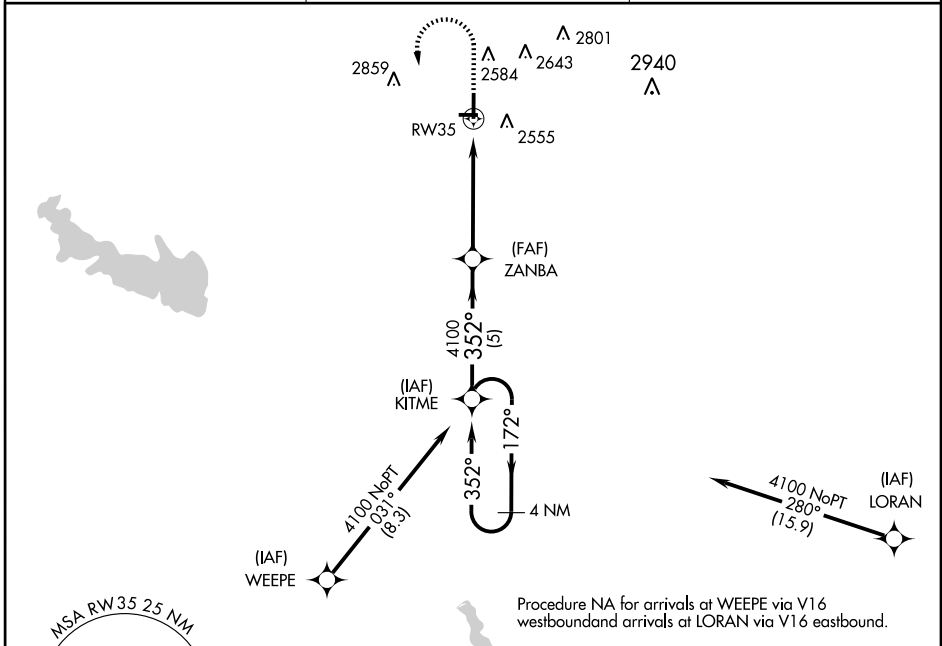 2801
2859
2584
2643
2940
RW35
2555
(FAF)
ZANBA
4100
352°
(5)
(IAF)
KITME
172°
352°
4 NM
4100 NoPT
031°
(8.3)
(IAF)
WEEPE
4100 NoPT
280°
(15.9)
(IAF)
LORAN
MSA RW35 25 NM
Procedure NA for arrivals at WEEPE via V16
westboundand arrivals at LORAN via V16 eastbound.